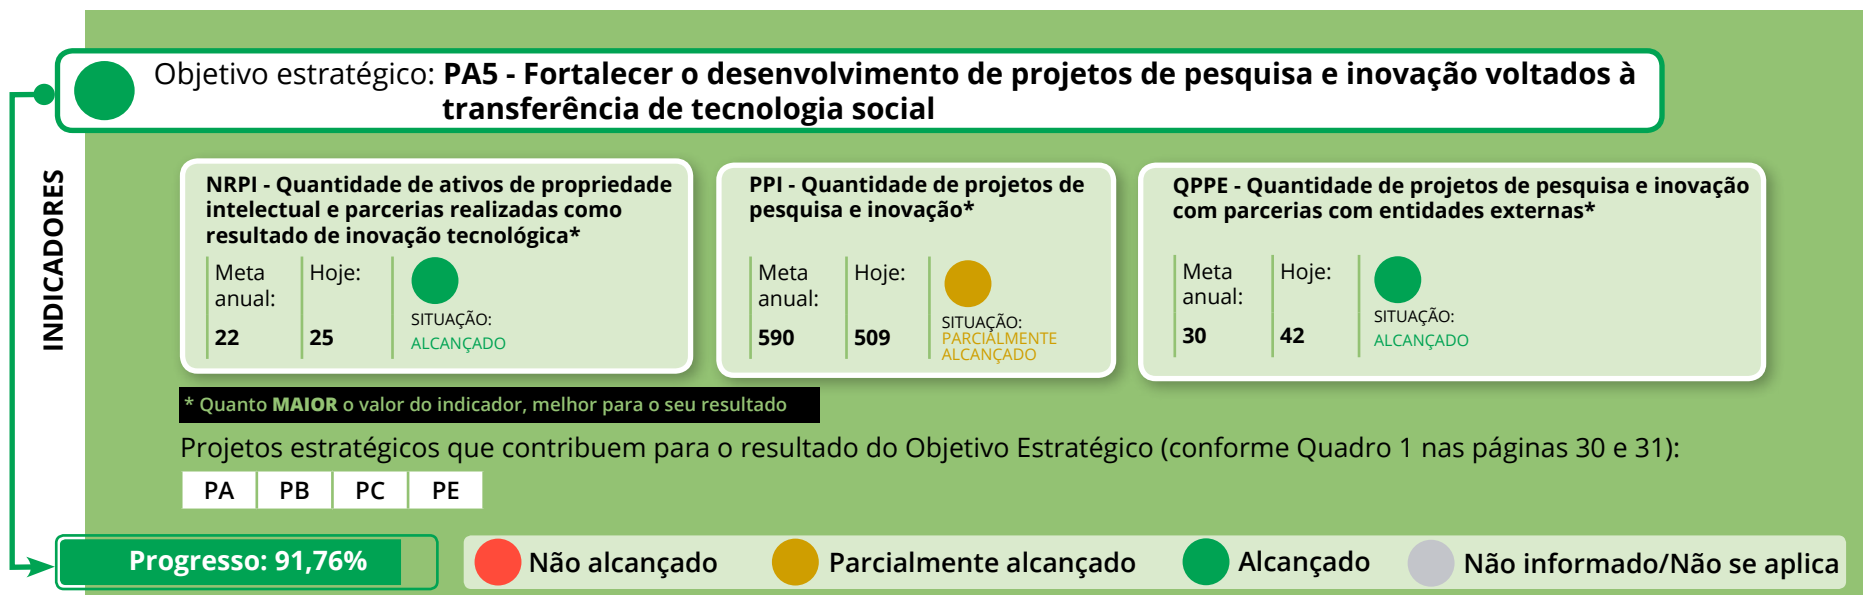 Objetivo estratégico: PA5 - Fortalecer o desenvolvimento de projetos de pesquisa e inovação voltados à
transferência de tecnologia social
INDICADORES
NRPI - Quantidade de ativos de propriedade
intelectual e parcerias realizadas como
resultado de inovação tecnológica*
Meta
anual:
22
Hoje:
25
SITUAÇÃO:
ALCANÇADO
PPI - Quantidade de projetos de
pesquisa e inovação*
Meta
anual:
590
Hoje:
509
SITUAÇÃO:
PARCIALMENTE
ALCANÇADO
QPPE - Quantidade de projetos de pesquisa e inovação
com parcerias com entidades externas*
Meta
anual:
30
Hoje:
42
SITUAÇÃO:
ALCANÇADO
* Quanto MAIOR o valor do indicador, melhor para o seu resultado
Projetos estratégicos que contribuem para o resultado do Objetivo Estratégico (conforme Quadro 1 nas páginas 30 e 31):
PA PB PC PE
Progresso: 91,76%
Não alcançado Parcialmente alcançado Alcançado Não informado/Não se aplica